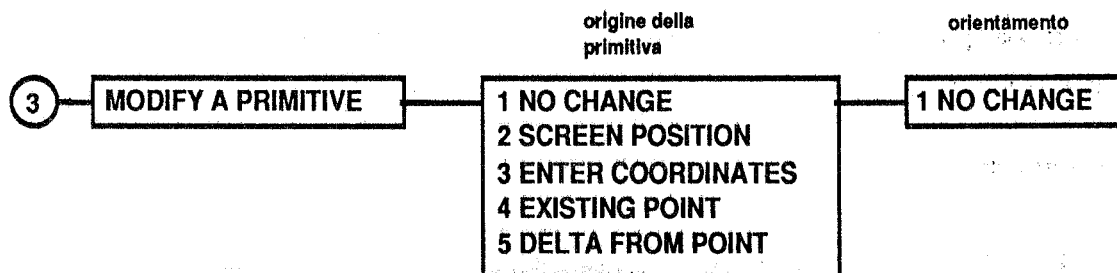 origine della
primitiva
orientamento
3
MODIFY A PRIMITIVE
1 NO CHANGE
2 SCREEN POSITION
3 ENTER COORDINATES
4 EXISTING POINT
5 DELTA FROM POINT
1 NO CHANGE